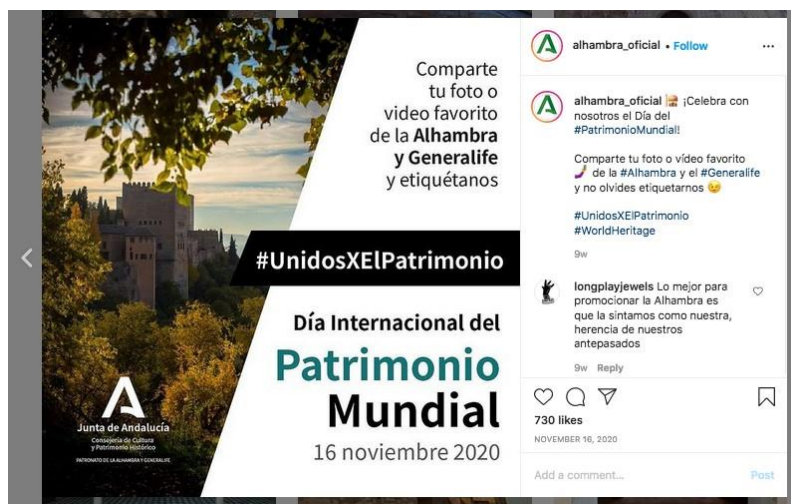 Comparte
tu foto o
video favorito
de la Alhambra
y Generalife
y etiquétanos
#UnidosXElPatrimonio
Día Internacional del
Patrimonio
Mundial
16 noviembre 2020
Junta de Andalucía
Consejería de Cultura
y Patrimonio Histórico
PATRONATO DE LA ALHAMBRA Y GENERALIFE
alhambra_oficial • Follow
alhambra_oficial ¡Celebra con
nosotros el Día del
#PatrimonioMundial!
Comparte tu foto o vídeo favorito
de la #Alhambra y el #Generalife
y no olvides etiquetarnos
#UnidosXElPatrimonio
#WorldHeritage
9w
longplayjewels Lo mejor para
promocionar la Alhambra es
que la sintamos como nuestra,
herencia de nuestros
antepasados
9w Reply
730 likes
NOVEMBER 16, 2020
Add a comment... Post